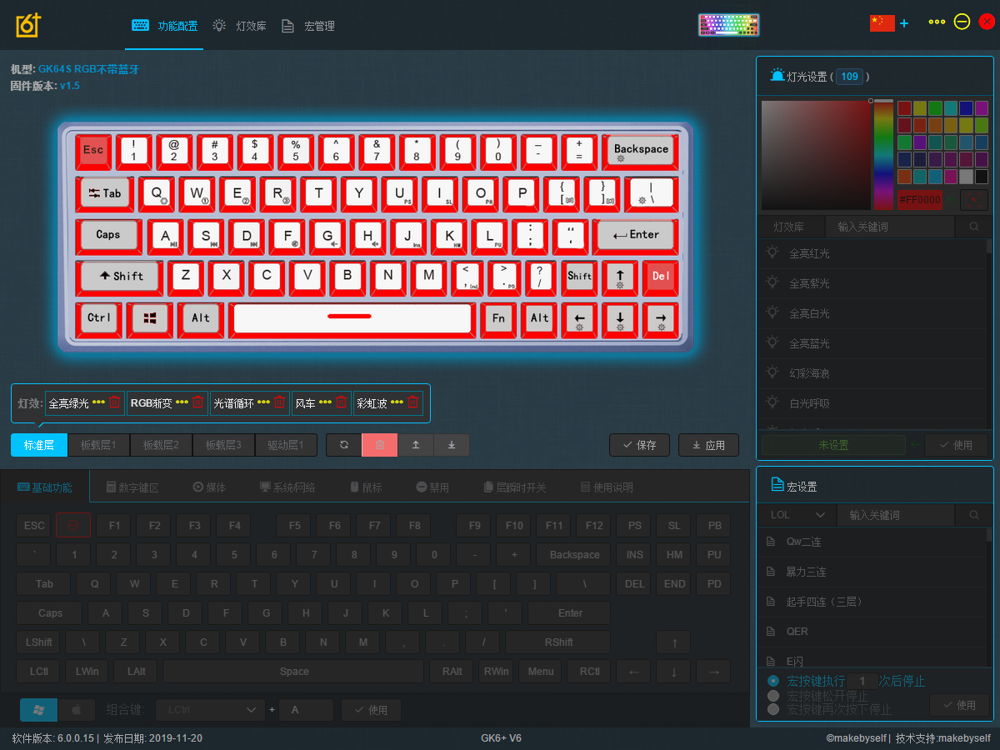 功能配置 灯效库 宏管理
机型: GK64S RGB不带蓝牙
固件版本: v1.5
灯光设置 ( 109 )
Esc ! 1 @ 2 # 3 $ 4 % 5 ^ 6 & 7 * 8 ( 9 ) 0 - + = Backspace
Tab Q W E R T Y U PS I SL O P { [ } ] | \
Caps A S D F G H J K L PU : ; " ' Enter
Shift Z X C V B N M < , > . ? / Shift ↑ Del
Ctrl Alt Fn Alt ← ↓ →
#FF0000
灯效库 输入关键词
全亮红光
全亮紫光
全亮白光
全亮蓝光
幻彩海浪
白光呼吸
未设置 使用
灯效: 全亮绿光 ••• RGB渐变 ••• 光谱循环 ••• 风车 ••• 彩虹波 •••
标准层 板载层1 板载层2 板载层3 驱动层1 保存 应用
基础功能 数字键区 媒体 系统/网络 鼠标 禁用 层瞬时开关 使用说明
ESC F1 F2 F3 F4 F5 F6 F7 F8 F9 F10 F11 F12 PS SL PB
` 1 2 3 4 5 6 7 8 9 0 - + Backspace INS HM PU
Tab Q W E R T Y U I O P [ ] \ DEL END PD
Caps A S D F G H J K L ; ' Enter
LShift \ Z X C V B N M , . / RShift ↑
LCtl LWin LAlt Space RAlt RWin Menu RCtl ← ↓ →
组合键: LCtrl + A 使用
宏设置
LOL 输入关键词
Qw二连
暴力三连
起手四连（三层）
QER
E闪
宏按键执行 1 次后停止
宏按键松开停止
宏按键再次按下停止
使用
软件版本: 6.0.0.15 | 发布日期: 2019-11-20 GK6+ V6 ©makebyself | 技术支持:makebyself